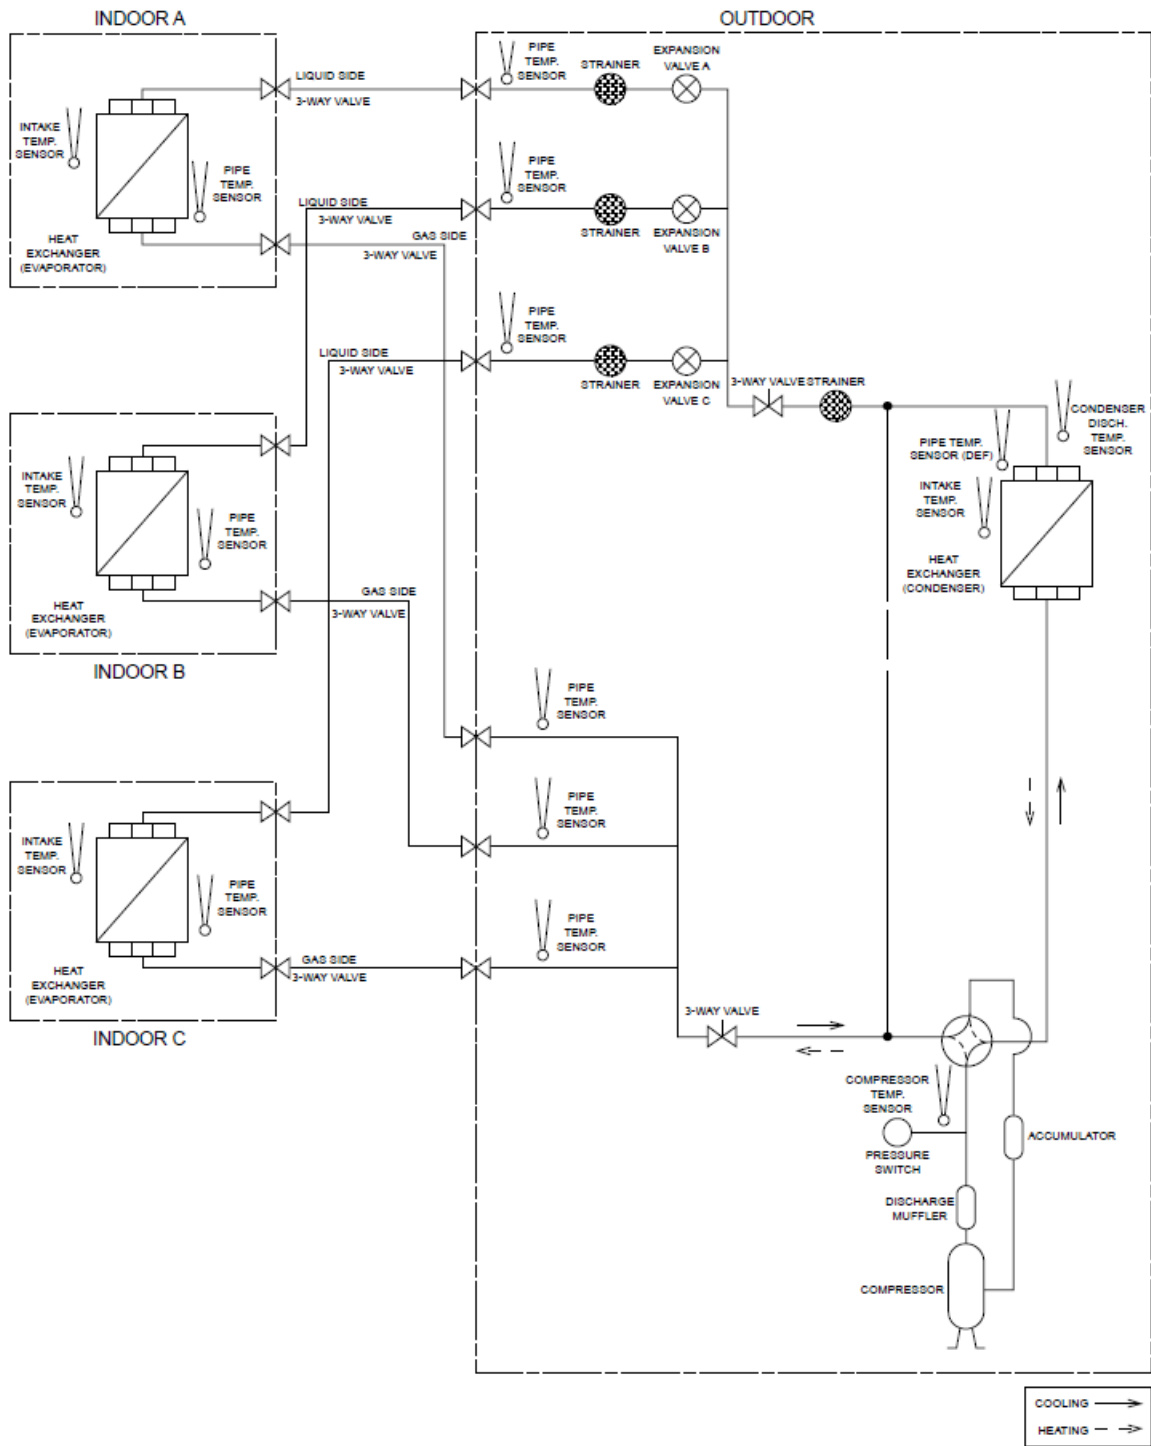 INDOOR A
OUTDOOR
LIQUID SIDE
3-WAY VALVE
PIPE
TEMP.
SENSOR
STRAINER
EXPANSION
VALVE A
INTAKE
TEMP.
SENSOR
PIPE
TEMP.
SENSOR
HEAT
EXCHANGER
(EVAPORATOR)
LIQUID SIDE
3-WAY VALVE
GAS SIDE
3-WAY VALVE
PIPE
TEMP.
SENSOR
STRAINER
EXPANSION
VALVE B
LIQUID SIDE
3-WAY VALVE
PIPE
TEMP.
SENSOR
STRAINER
EXPANSION
VALVE C
3-WAY VALVE
STRAINER
CONDENSER
DISCH.
TEMP.
SENSOR
PIPE TEMP.
SENSOR (DEF)
INTAKE
TEMP.
SENSOR
HEAT
EXCHANGER
(CONDENSER)
INTAKE
TEMP.
SENSOR
PIPE
TEMP.
SENSOR
HEAT
EXCHANGER
(EVAPORATOR)
GAS SIDE
3-WAY VALVE
INDOOR B
PIPE
TEMP.
SENSOR
PIPE
TEMP.
SENSOR
PIPE
TEMP.
SENSOR
INTAKE
TEMP.
SENSOR
PIPE
TEMP.
SENSOR
HEAT
EXCHANGER
(EVAPORATOR)
GAS SIDE
3-WAY VALVE
INDOOR C
3-WAY VALVE
COMPRESSOR
TEMP.
SENSOR
PRESSURE
SWITCH
ACCUMULATOR
DISCHARGE
MUFFLER
COMPRESSOR
COOLING
HEATING